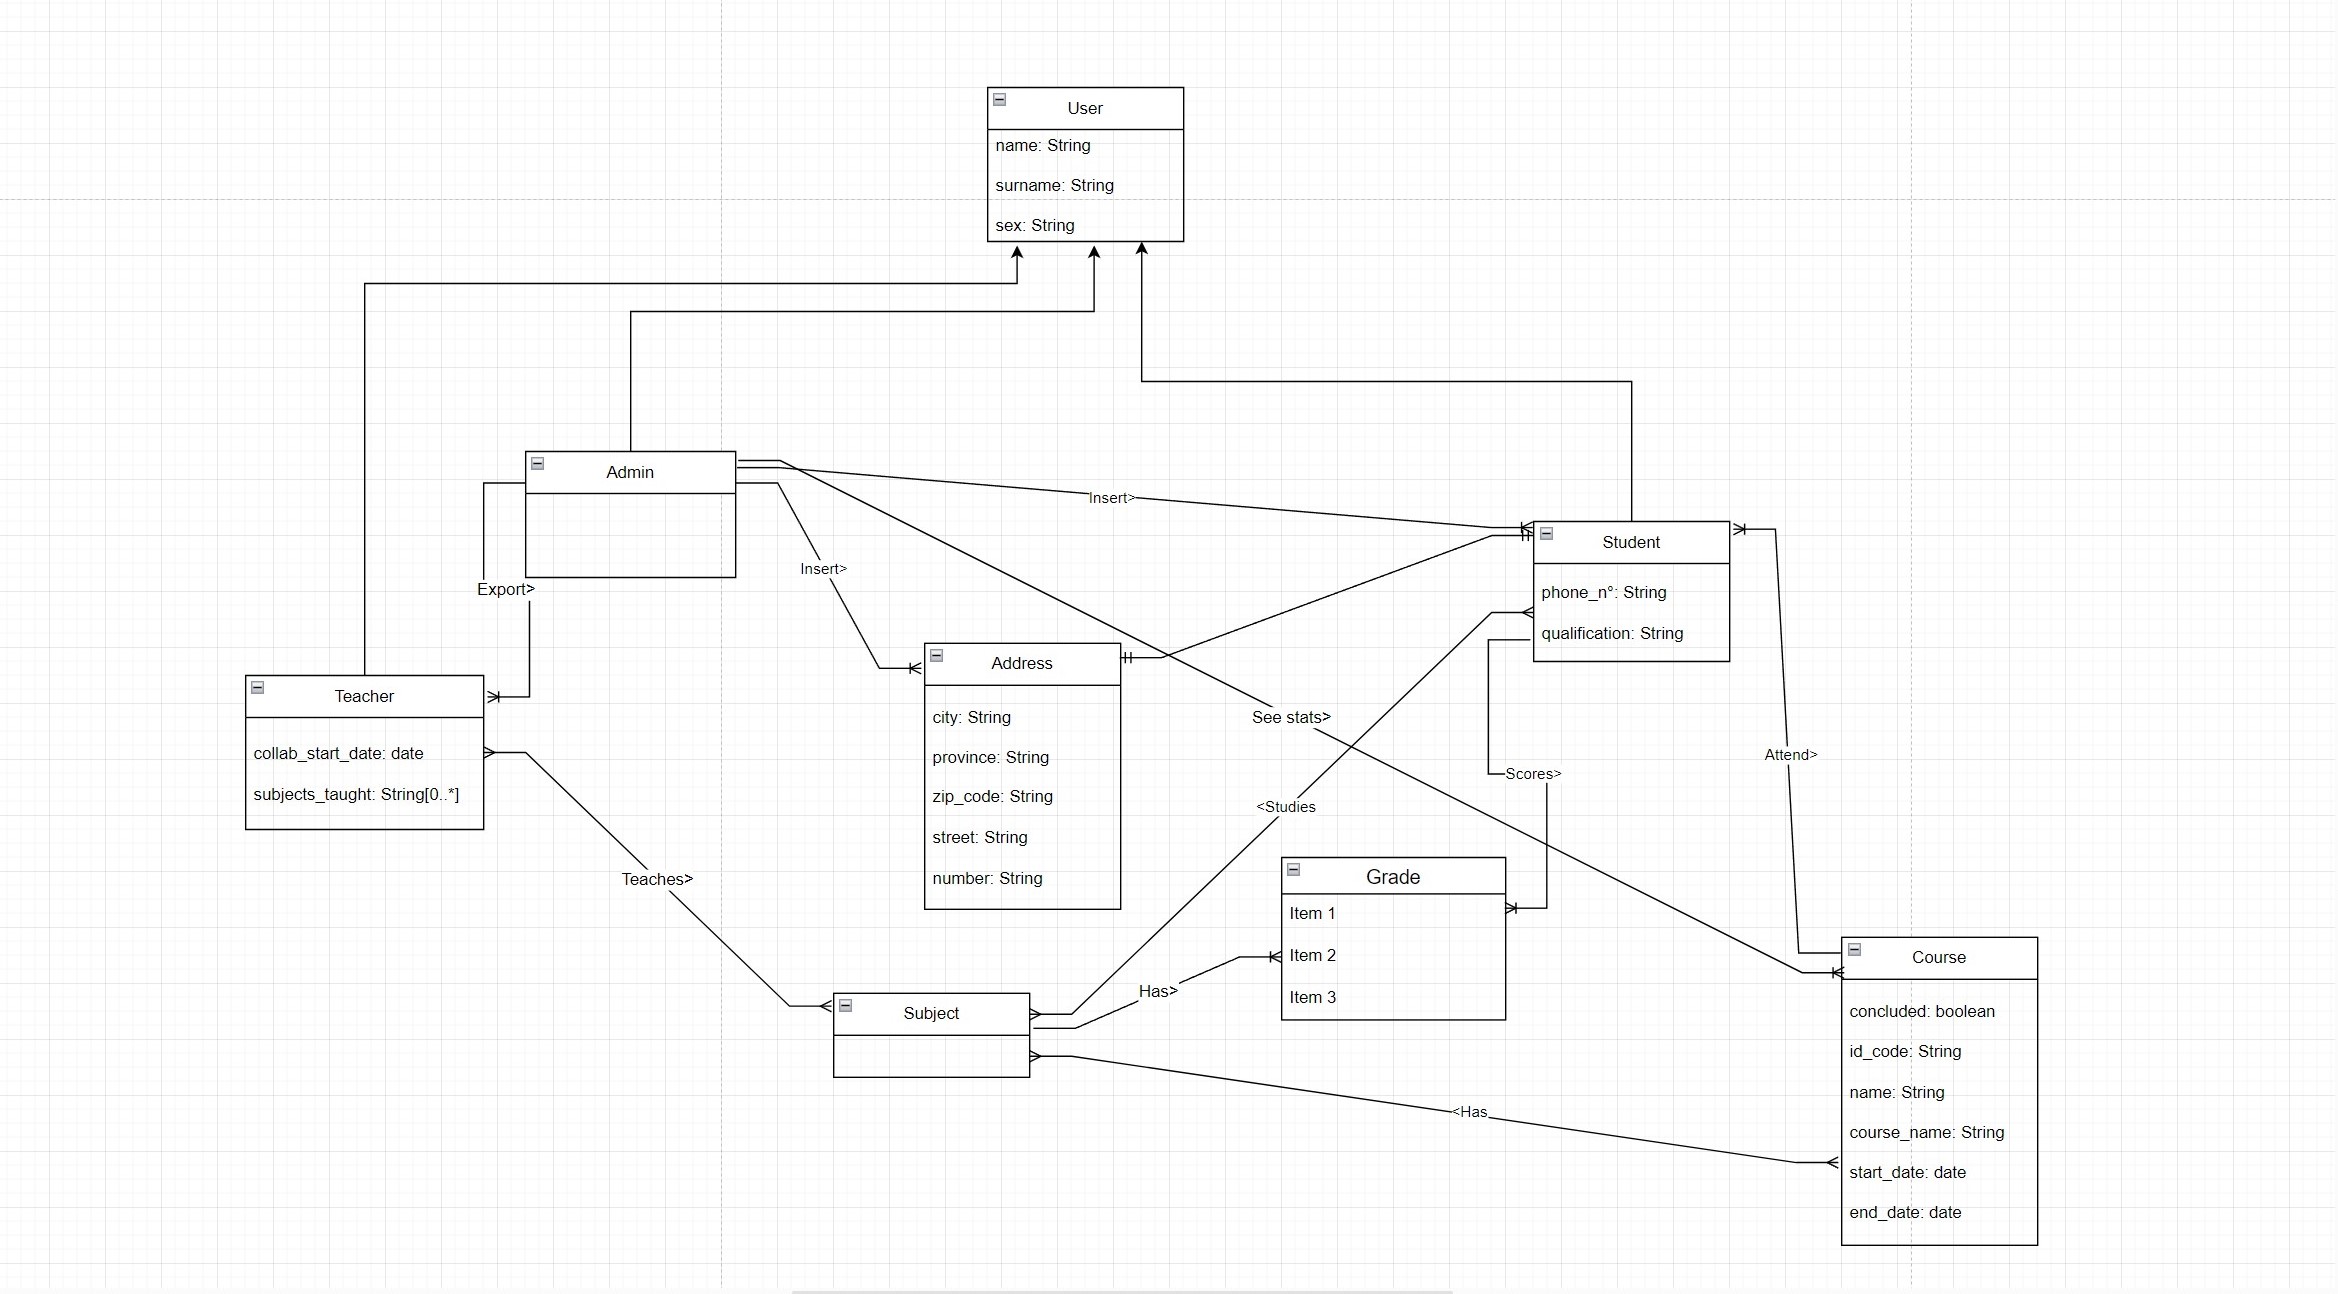 User
name: String
surname: String
sex: String
Admin
Insert>
Student
phone_n°: String
qualification: String
Insert>
Export>
Address
city: String
province: String
zip_code: String
street: String
number: String
Teacher
collab_start_date: date
subjects_taught: String[0..*]
See stats>
Attend>
Scores>
<Studies
Teaches>
Grade
Item 1
Item 2
Item 3
Has>
Subject
Course
concluded: boolean
id_code: String
name: String
course_name: String
start_date: date
end_date: date
<Has